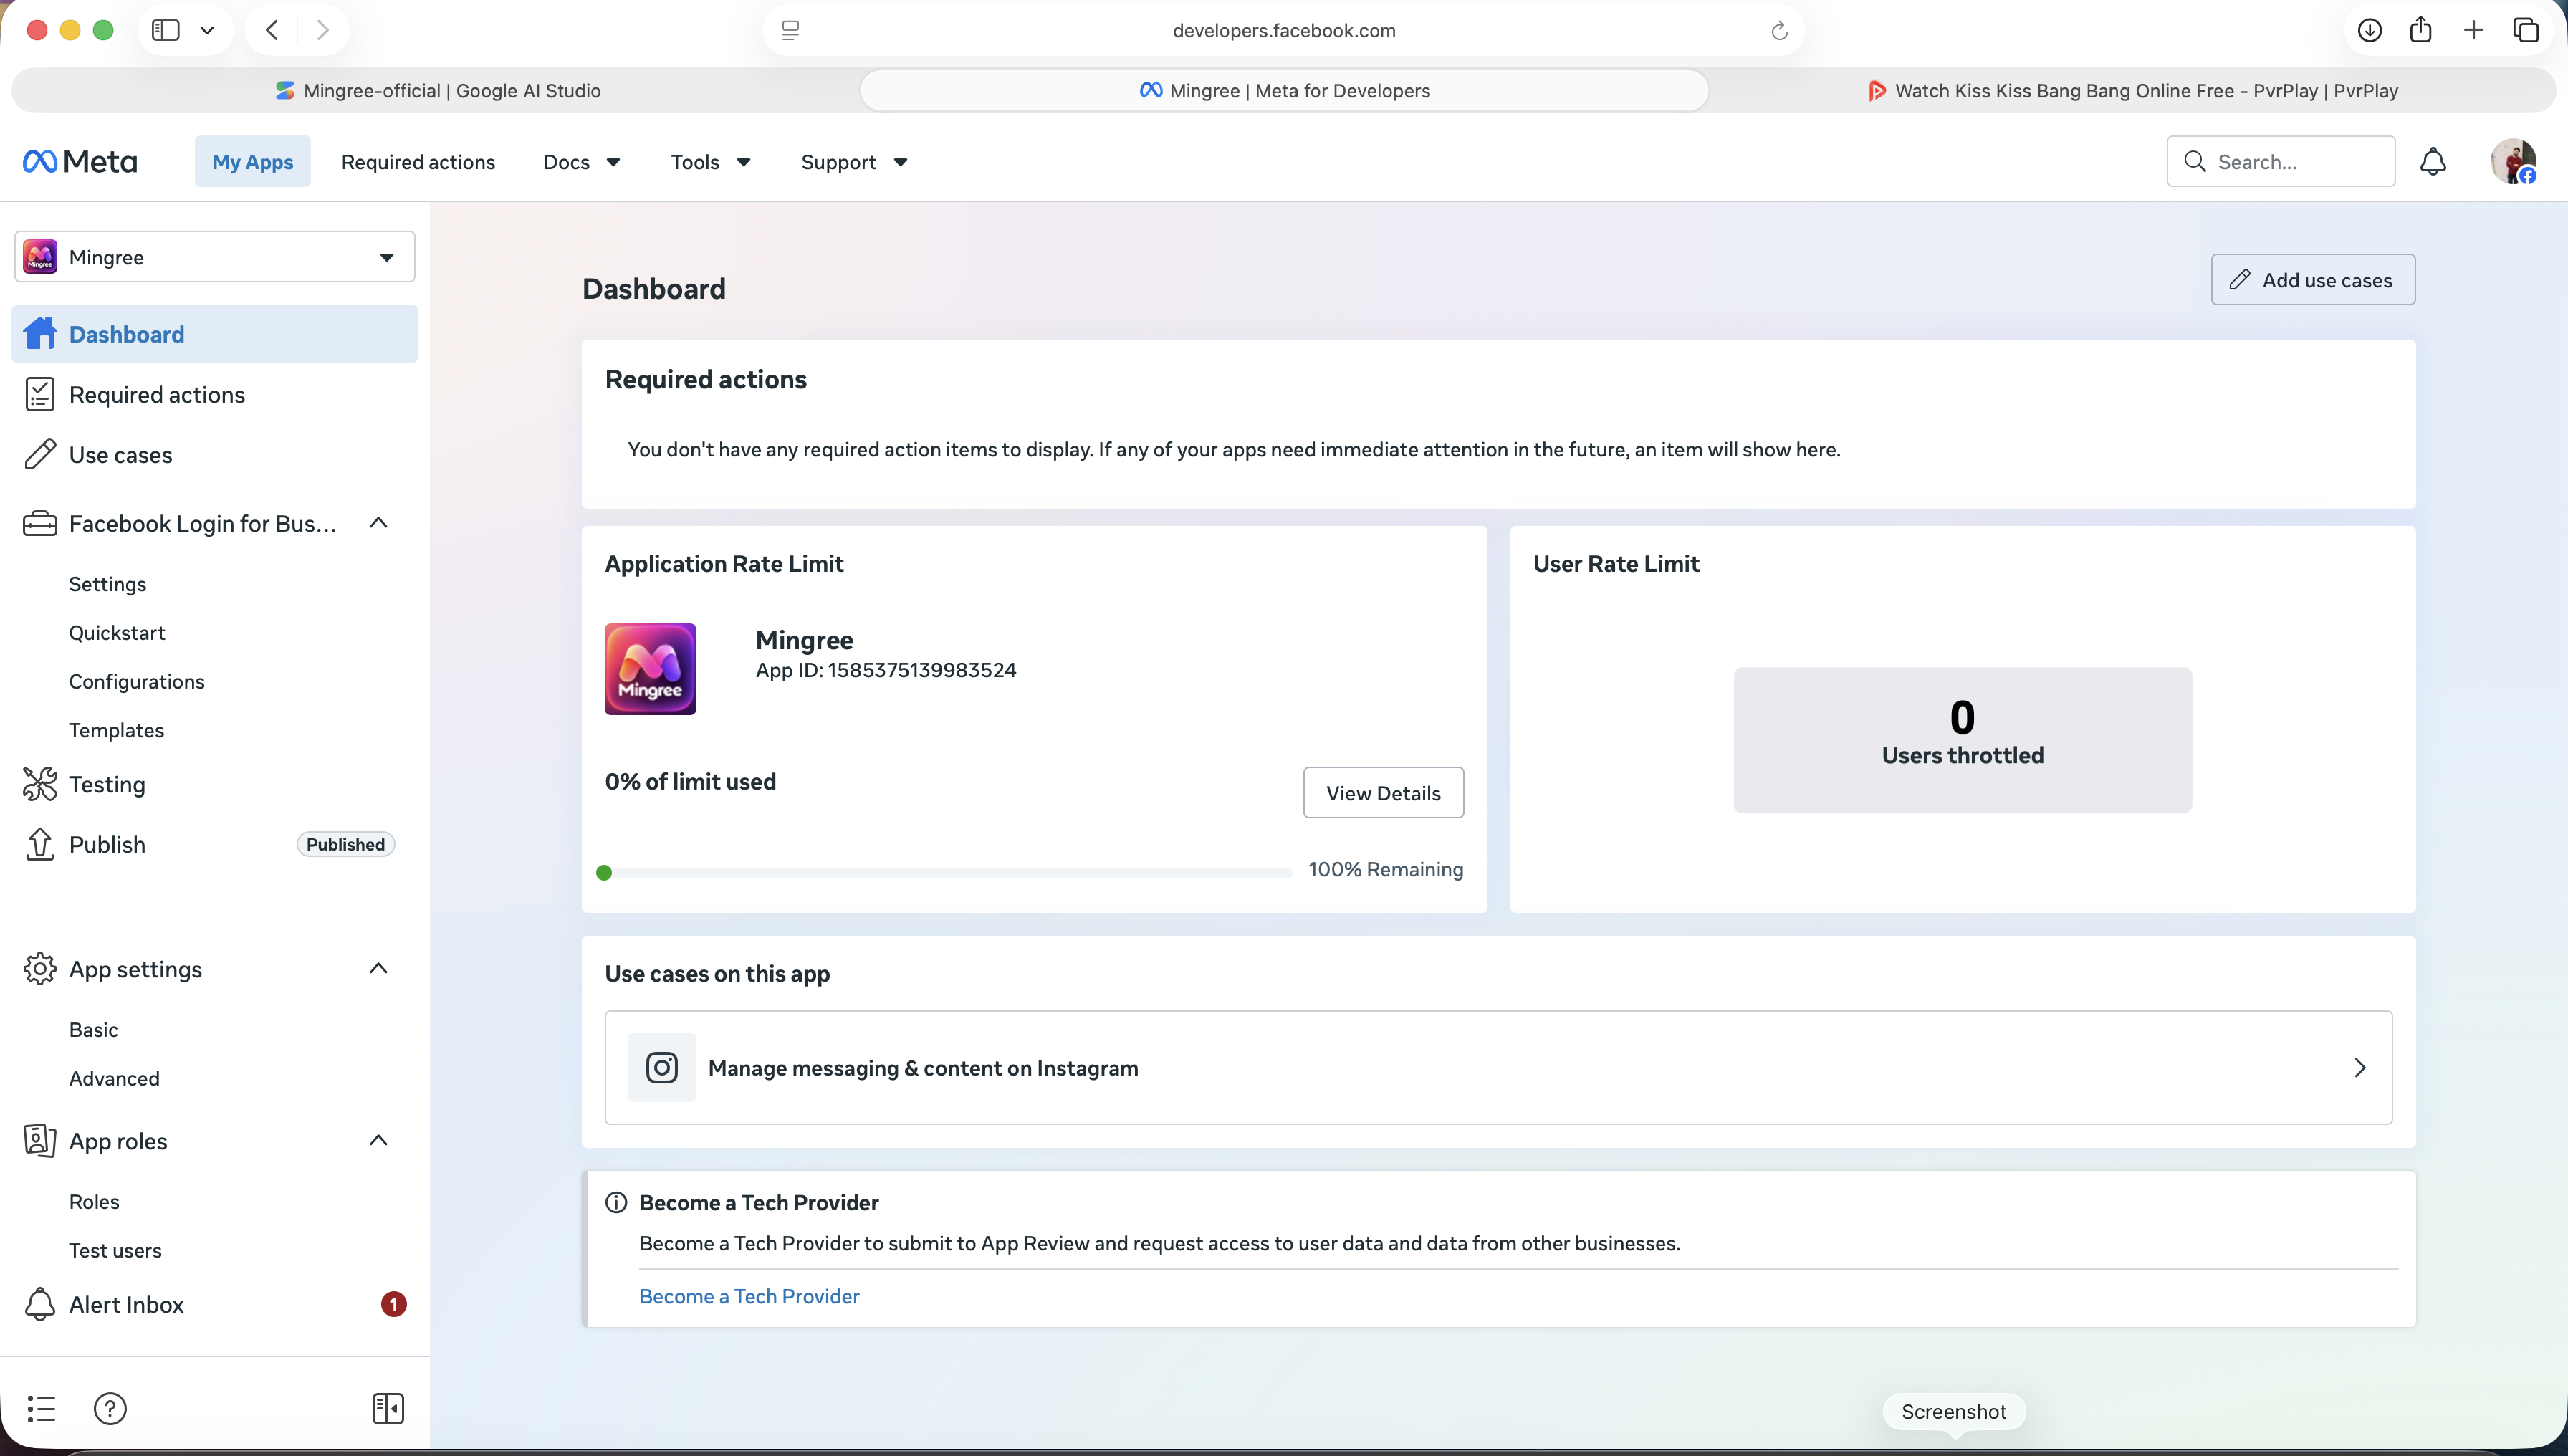 developers.facebook.com
Mingree-official | Google AI Studio
Mingree | Meta for Developers
Watch Kiss Kiss Bang Bang Online Free - PvrPlay | PvrPlay
Meta
My Apps
Required actions
Docs
Tools
Support
Search...
Mingree
Mingree
Dashboard
Required actions
Use cases
Facebook Login for Bus...
Settings
Quickstart
Configurations
Templates
Testing
Publish
Published
App settings
Basic
Advanced
App roles
Roles
Test users
Alert Inbox
1
Dashboard
Add use cases
Required actions
You don't have any required action items to display. If any of your apps need immediate attention in the future, an item will show here.
Application Rate Limit
Mingree
Mingree
App ID: 1585375139983524
0% of limit used
View Details
100% Remaining
User Rate Limit
0
Users throttled
Use cases on this app
Manage messaging & content on Instagram
Become a Tech Provider
Become a Tech Provider to submit to App Review and request access to user data and data from other businesses.
Become a Tech Provider
Screenshot